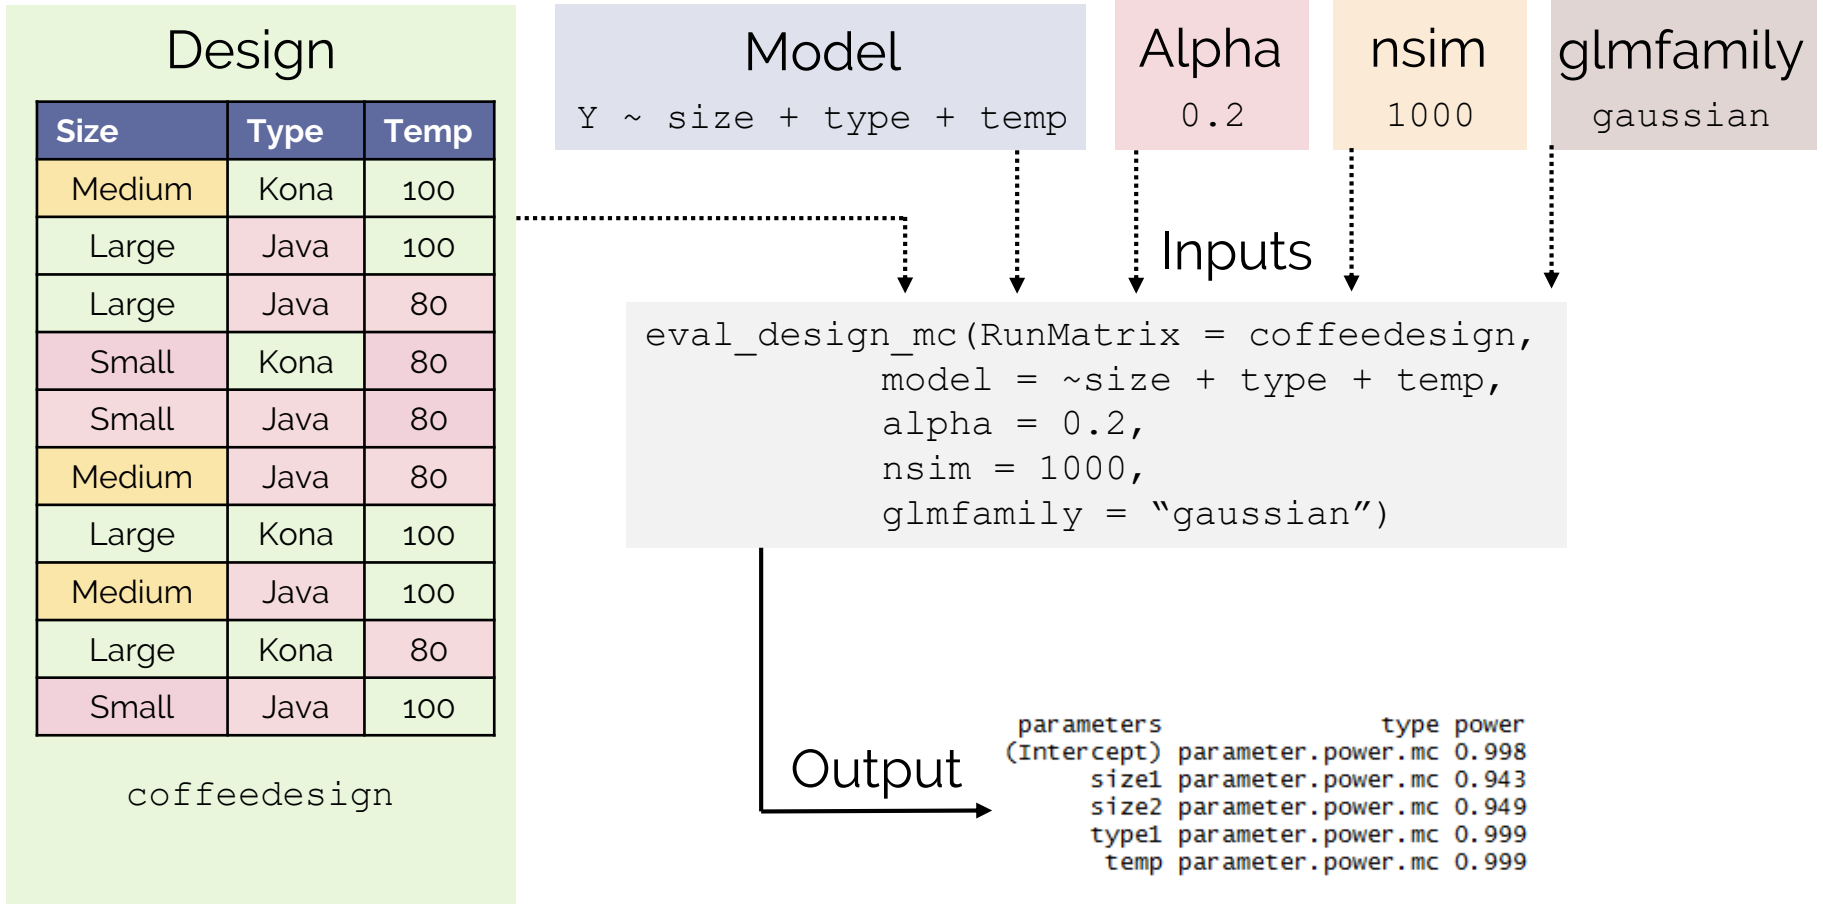 Design
Size Type Temp
Medium Kona 100
Large Java 100
Large Java 80
Small Kona 80
Small Java 80
Medium Java 80
Large Kona 100
Medium Java 100
Large Kona 80
Small Java 100
coffeedesign
Model
Y ~ size + type + temp
Alpha
0.2
nsim
1000
glmfamily
gaussian
Inputs
eval_design_mc(RunMatrix = coffeedesign,
model = ~size + type + temp,
alpha = 0.2,
nsim = 1000,
glmfamily = “gaussian”)
Output
parameters type power
(Intercept) parameter.power.mc 0.998
size1 parameter.power.mc 0.943
size2 parameter.power.mc 0.949
type1 parameter.power.mc 0.999
temp parameter.power.mc 0.999